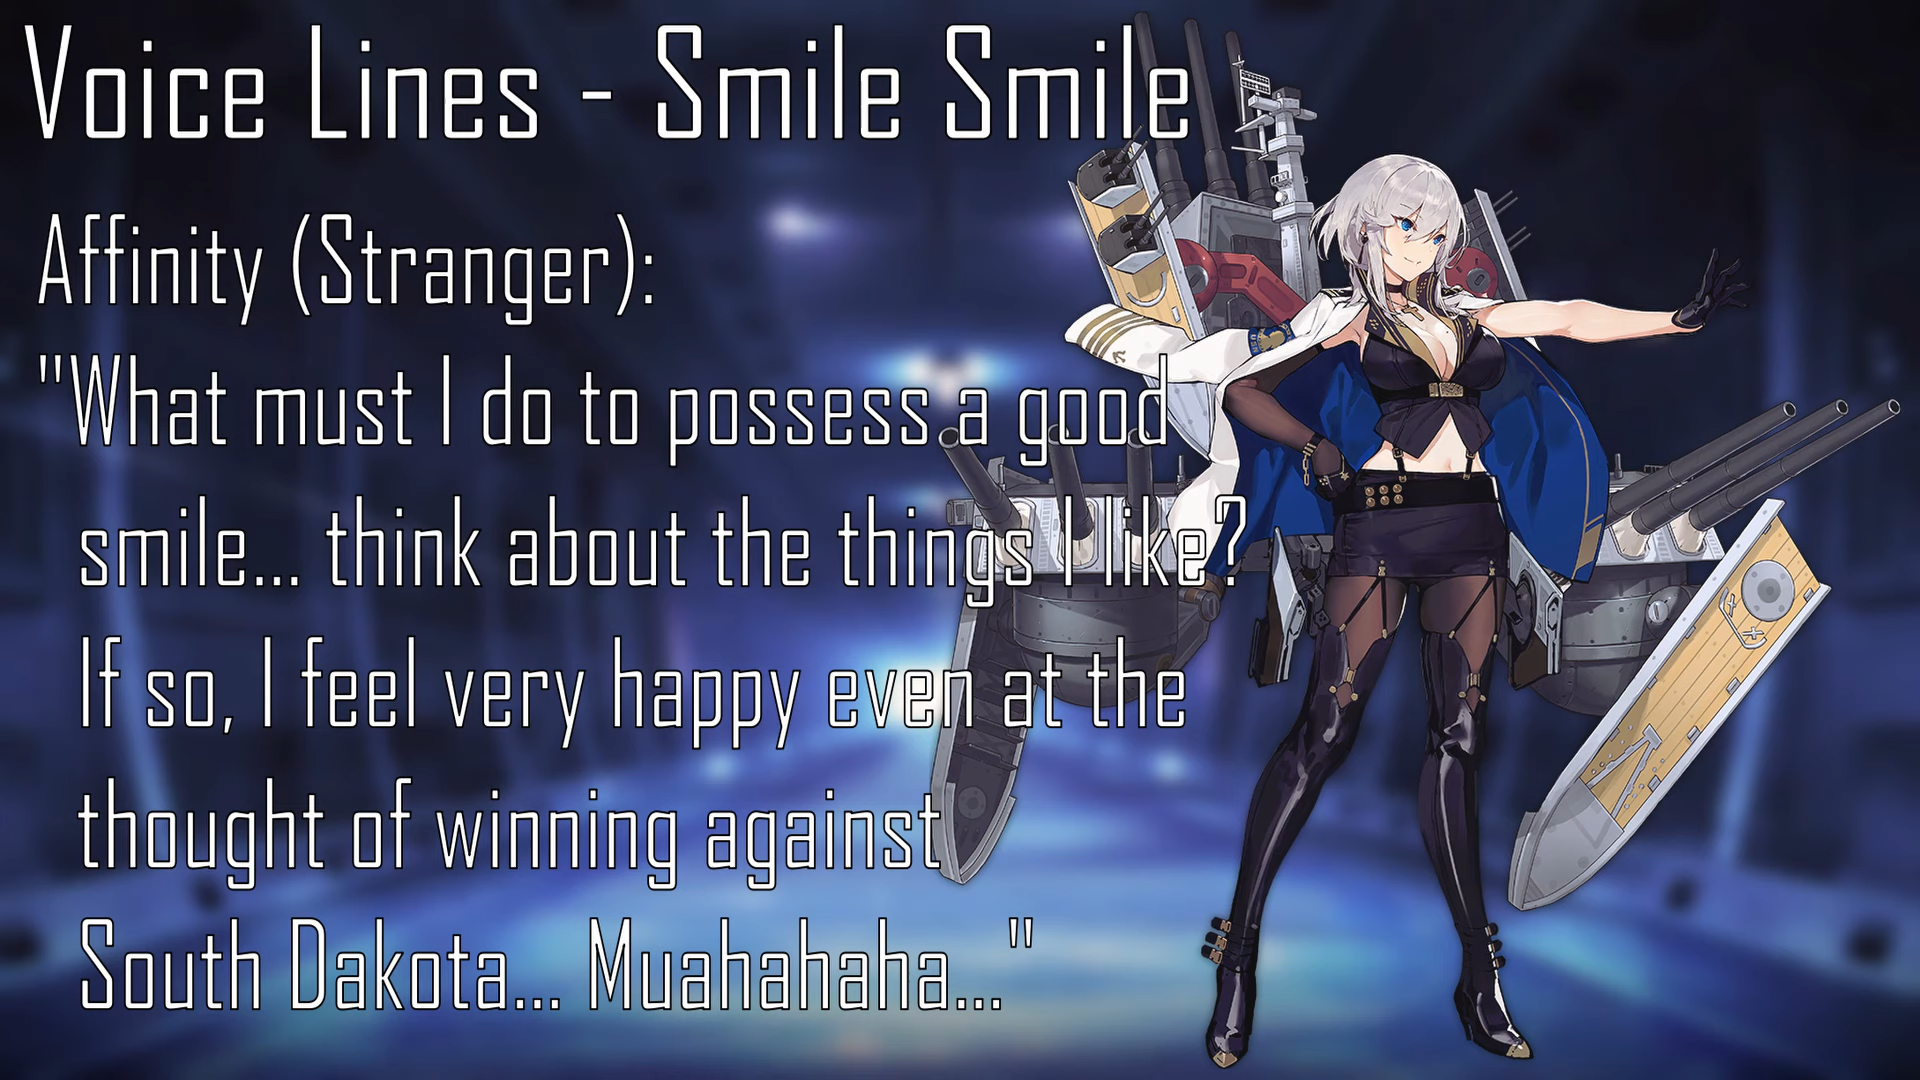 Voice Lines - Smile Smile
Affinity (Stranger):
"What must I do to possess a good
smile... think about the things I like?
If so, I feel very happy even at the
thought of winning against
South Dakota... Muahahaha..."